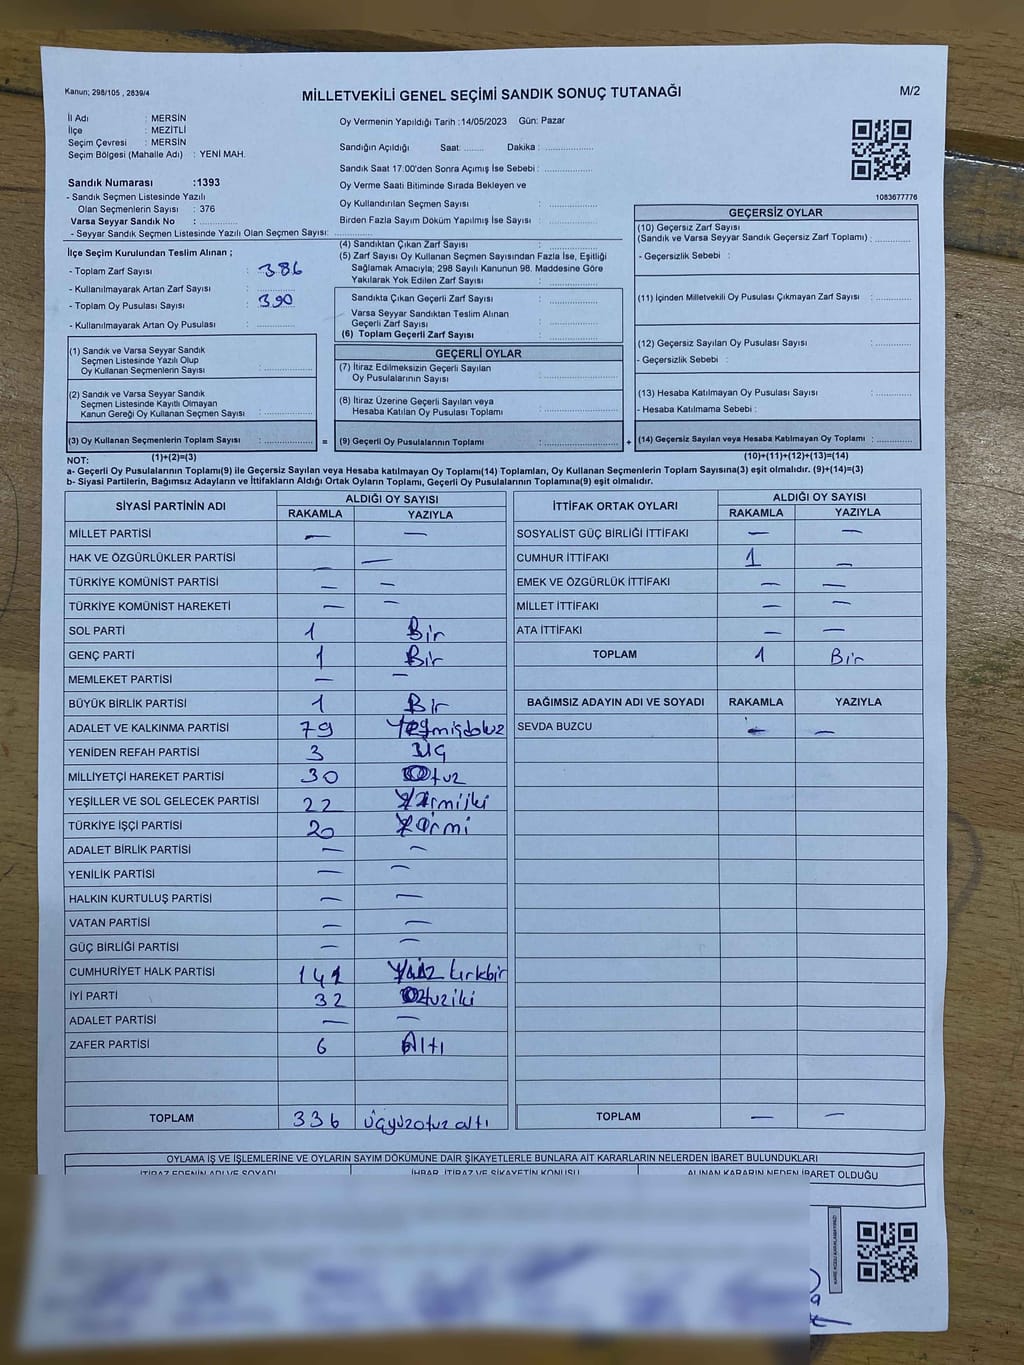 Kanun; 298/105 , 2839/4
MİLLETVEKİLİ GENEL SEÇİMİ SANDIK SONUÇ TUTANAĞI
M/2
İl Adı : MERSİN
İlçe : MEZİTLİ
Seçim Çevresi : MERSİN
Seçim Bölgesi (Mahalle Adı) : YENİ MAH.
Sandık Numarası :1393
- Sandık Seçmen Listesinde Yazılı
Olan Seçmenlerin Sayısı : 376
Varsa Seyyar Sandık No : ..............
- Seyyar Sandık Seçmen Listesinde Yazılı Olan Seçmen Sayısı: ..............
Oy Vermenin Yapıldığı Tarih :14/05/2023 Gün: Pazar
Sandığın Açıldığı Saat: ........ Dakika : ..................
Sandık Saat 17:00'den Sonra Açımış İse Sebebi : ..................
Oy Verme Saati Bitiminde Sırada Bekleyen ve
Oy Kullandırılan Seçmen Sayısı : ..................
Birden Fazla Sayım Döküm Yapılmış İse Sayısı : ..................
1083677776
İlçe Seçim Kurulundan Teslim Alınan ;
- Toplam Zarf Sayısı : 386
- Kullanılmayarak Artan Zarf Sayısı : ..............
- Toplam Oy Pusulası Sayısı : 390
- Kullanılmayarak Artan Oy Pusulası : ..............
(1) Sandık ve Varsa Seyyar Sandık
Seçmen Listesinde Yazılı Olup
Oy Kullanan Seçmenlerin Sayısı : ..............
(2) Sandık ve Varsa Seyyar Sandık
Seçmen Listesinde Kayıtlı Olmayan
Kanun Gereği Oy Kullanan Seçmen Sayısı : ..............
(3) Oy Kullanan Seçmenlerin Toplam Sayısı : ..............
=
(4) Sandıktan Çıkan Zarf Sayısı : ..................
(5) Zarf Sayısı Oy Kullanan Seçmen Sayısından Fazla İse, Eşitliği
Sağlamak Amacıyla; 298 Sayılı Kanunun 98. Maddesine Göre
Yakılarak Yok Edilen Zarf Sayısı : ..................
Sandıkta Çıkan Geçerli Zarf Sayısı : ..................
Varsa Seyyar Sandıktan Teslim Alınan
Geçerli Zarf Sayısı : ..................
(6) Toplam Geçerli Zarf Sayısı : ..................
GEÇERLİ OYLAR
(7) İtiraz Edilmeksizin Geçerli Sayılan
Oy Pusulalarının Sayısı : ..................
(8) İtiraz Üzerine Geçerli Sayılan veya
Hesaba Katılan Oy Pusulası Toplamı : ..................
(9) Geçerli Oy Pusulalarının Toplamı : ..................
+
GEÇERSİZ OYLAR
(10) Geçersiz Zarf Sayısı
(Sandık ve Varsa Seyyar Sandık Geçersiz Zarf Toplamı) : ............
- Geçersizlik Sebebi :
(11) İçinden Milletvekili Oy Pusulası Çıkmayan Zarf Sayısı : ............
(12) Geçersiz Sayılan Oy Pusulası Sayısı : ............
- Geçersizlik Sebebi :
(13) Hesaba Katılmayan Oy Pusulası Sayısı : ............
- Hesaba Katılmama Sebebi :
(14) Geçersiz Sayılan veya Hesaba Katılmayan Oy Toplamı : ............
NOT: (1)+(2)=(3)
(10)+(11)+(12)+(13)=(14)
a- Geçerli Oy Pusulalarının Toplamı(9) ile Geçersiz Sayılan veya Hesaba katılmayan Oy Toplamı(14) Toplamları, Oy Kullanan Seçmenlerin Toplam Sayısına(3) eşit olmalıdır. (9)+(14)=(3)
b- Siyasi Partilerin, Bağımsız Adayların ve İttifakların Aldığı Ortak Oyların Toplamı, Geçerli Oy Pusulalarının Toplamına(9) eşit olmalıdır.
SİYASİ PARTİNİN ADI ALDIĞI OY SAYISI
RAKAMLA YAZIYLA
MİLLET PARTİSİ — —
HAK VE ÖZGÜRLÜKLER PARTİSİ — —
TÜRKİYE KOMÜNİST PARTİSİ — —
TÜRKİYE KOMÜNİST HAREKETİ — —
SOL PARTİ 1 Bir
GENÇ PARTİ 1 Bir
MEMLEKET PARTİSİ — —
BÜYÜK BİRLİK PARTİSİ 1 Bir
ADALET VE KALKINMA PARTİSİ 79 Yetmişdokuz
YENİDEN REFAH PARTİSİ 3 Üç
MİLLİYETÇİ HAREKET PARTİSİ 30 Otuz
YEŞİLLER VE SOL GELECEK PARTİSİ 22 Yirmiiki
TÜRKİYE İŞÇİ PARTİSİ 20 Yirmi
ADALET BİRLİK PARTİSİ — —
YENİLİK PARTİSİ — —
HALKIN KURTULUŞ PARTİSİ — —
VATAN PARTİSİ — —
GÜÇ BİRLİĞİ PARTİSİ — —
CUMHURİYET HALK PARTİSİ 141 Yüz kırkbir
İYİ PARTİ 32 Otuziki
ADALET PARTİSİ — —
ZAFER PARTİSİ 6 Altı
TOPLAM 336 üçyüzotuz altı
İTTİFAK ORTAK OYLARI ALDIĞI OY SAYISI
RAKAMLA YAZIYLA
SOSYALİST GÜÇ BİRLİĞİ İTTİFAKI — —
CUMHUR İTTİFAKI 1 —
EMEK VE ÖZGÜRLÜK İTTİFAKI — —
MİLLET İTTİFAKI — —
ATA İTTİFAKI — —
TOPLAM 1 Bir
BAĞIMSIZ ADAYIN ADI VE SOYADI RAKAMLA YAZIYLA
SEVDA BUZCU — —
TOPLAM — —
OYLAMA İŞ VE İŞLEMLERİNE VE OYLARIN SAYIM DÖKÜMÜNE DAİR ŞİKAYETLERLE BUNLARA AİT KARARLARIN NELERDEN İBARET BULUNDUKLARI
İTİRAZ EDENİN ADI VE SOYADI İHBAR, İTİRAZ VE ŞİKAYETİN KONUSU ALINAN KARARIN NEDEN İBARET OLDUĞU